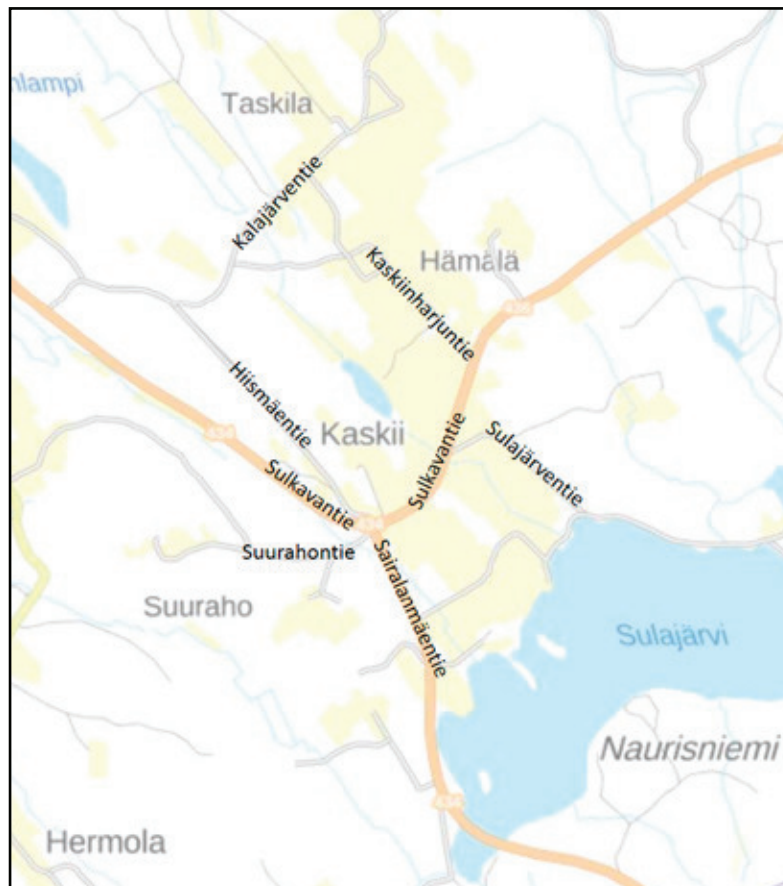 nlampi
Taskila
Kalajärventie
Hämälä
Kaskiinharjuntie
436
Hiismäentie
434
Kaskii
Sulkavantie
Sulajärventie
Sulkavantie
434
Suurahontie
Sairalanmäentie
Suuraho
Sulajärvi
Naurisniemi
434
Hermola